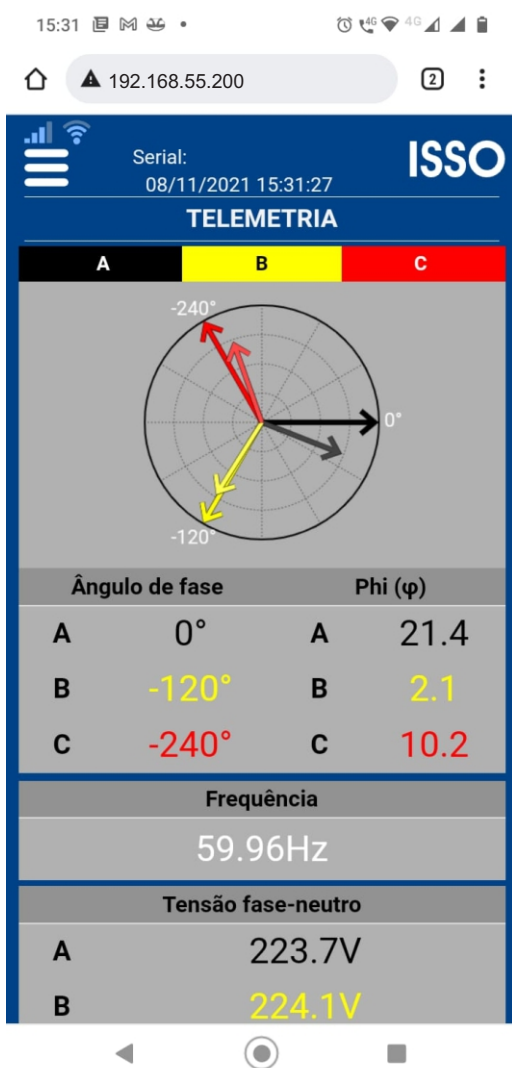 15:31
4G 4G
192.168.55.200 2
ISSO
Serial:
08/11/2021 15:31:27
TELEMETRIA
A B C
-240°
0°
-120°
Ângulo de fase Phi (φ)
A 0° A 21.4
B -120° B 2.1
C -240° C 10.2
Frequência
59.96Hz
Tensão fase-neutro
A 223.7V
B 224.1V